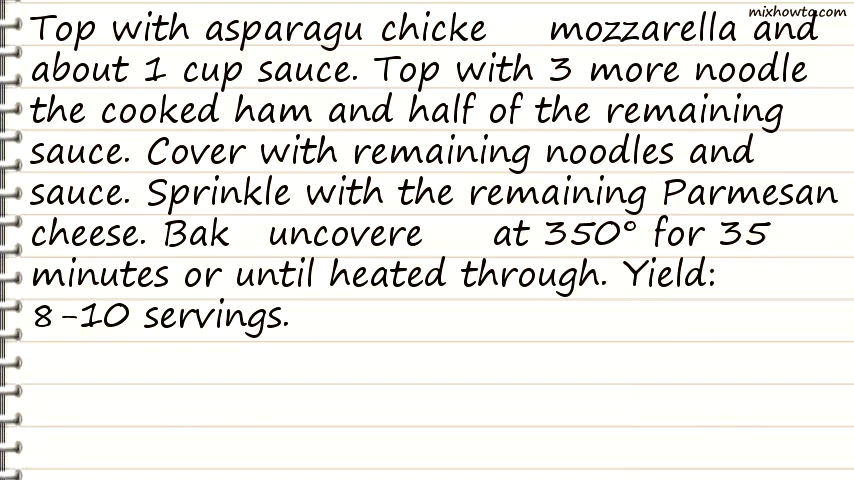 mixhowto.com
Top with asparagu chicke mozzarella and
about 1 cup sauce. Top with 3 more noodle
the cooked ham and half of the remaining
sauce. Cover with remaining noodles and
sauce. Sprinkle with the remaining Parmesan
cheese. Bak uncovere at 350° for 35
minutes or until heated through. Yield:
8-10 servings.